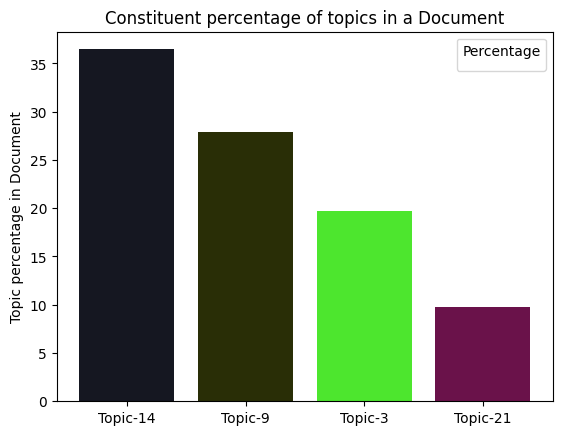 Constituent percentage of topics in a Document
Percentage
Topic percentage in Document
35
30
25
20
15
10
5
0
Topic-14 Topic-9 Topic-3 Topic-21